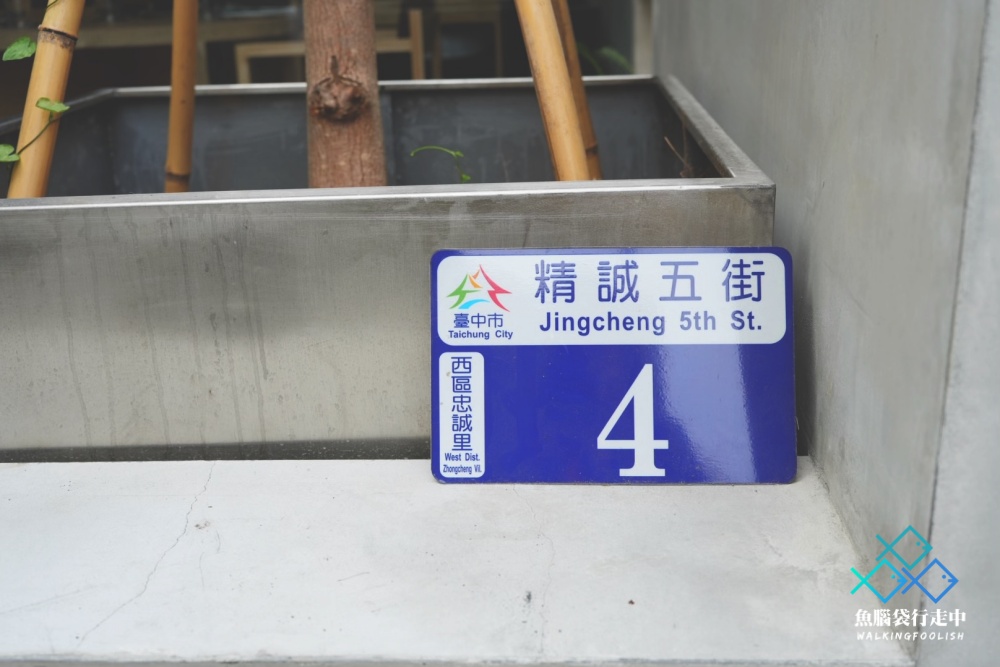 精誠五街
Jingcheng 5th St.
臺中市
Taichung City
西區忠誠里
West Dist.
Zhongcheng Vil.
4
魚腦袋行走中
WALKINGFOOLISH